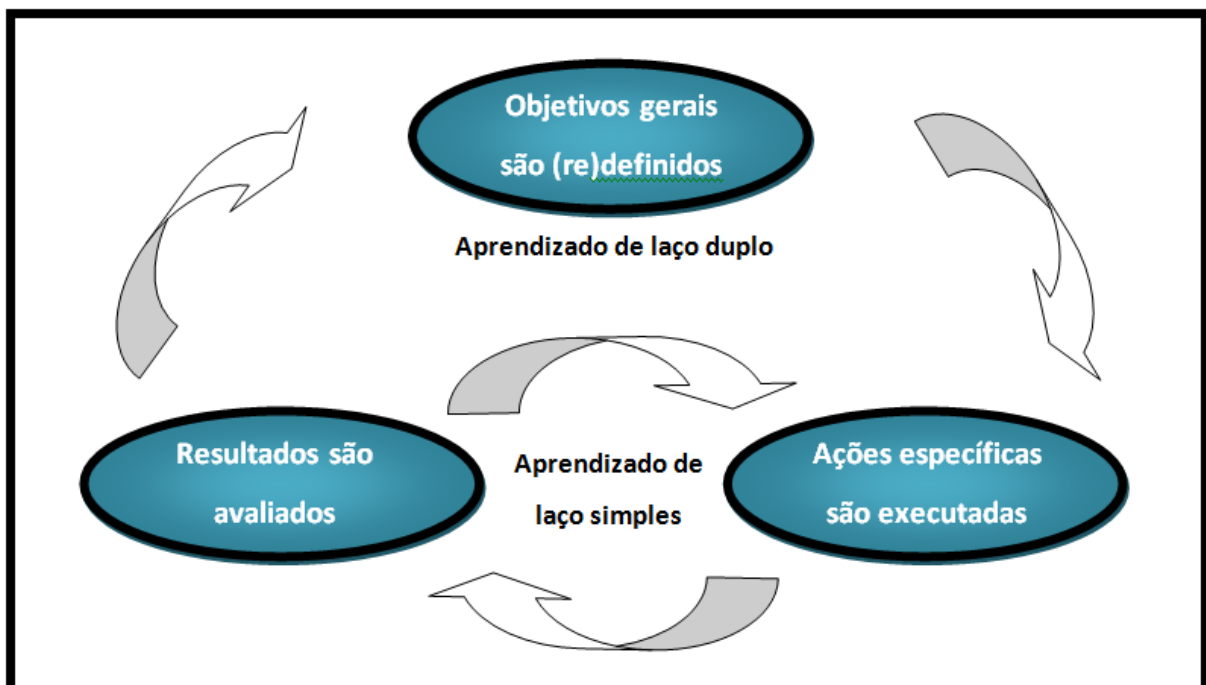 Objetivos gerais
são (re)definidos
Aprendizado de laço duplo
Resultados são
avaliados
Aprendizado de
laço simples
Ações específicas
são executadas